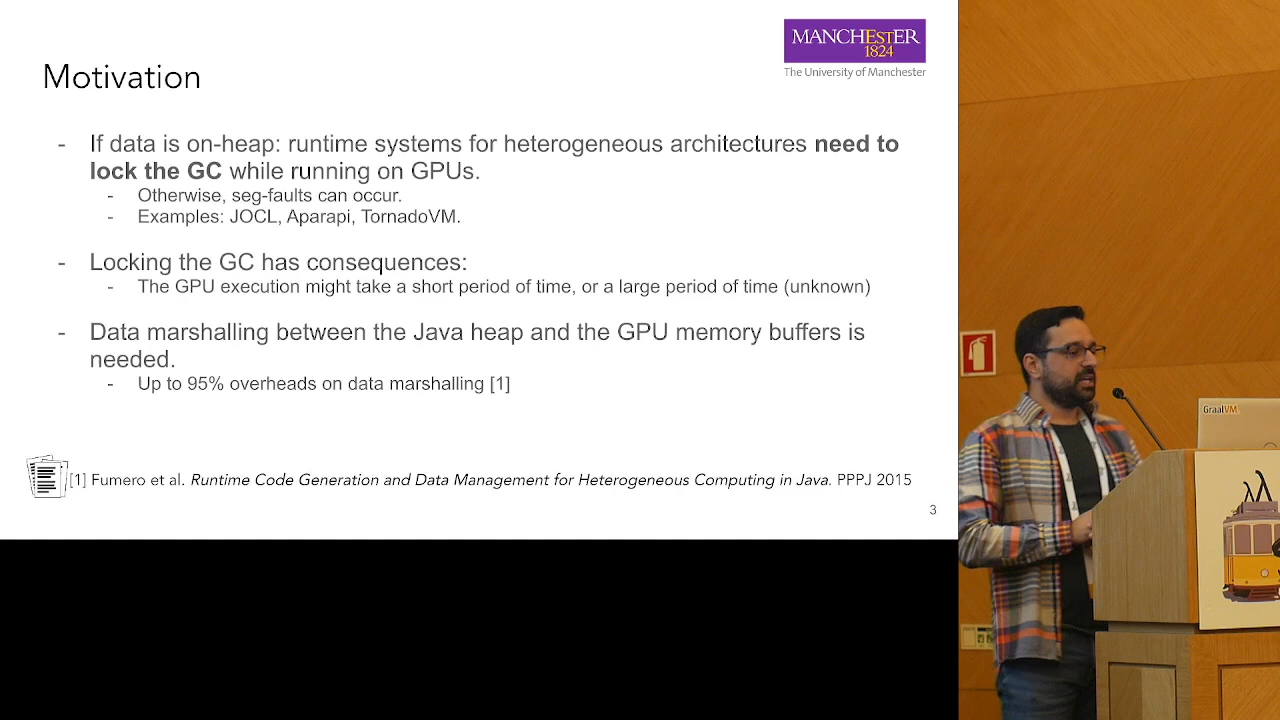 MANCHESTER
1824
The University of Manchester
Motivation
- If data is on-heap: runtime systems for heterogeneous architectures need to
lock the GC while running on GPUs.
- Otherwise, seg-faults can occur.
- Examples: JOCL, Aparapi, TornadoVM.
- Locking the GC has consequences:
- The GPU execution might take a short period of time, or a large period of time (unknown)
- Data marshalling between the Java heap and the GPU memory buffers is
needed.
- Up to 95% overheads on data marshalling [1]
[1] Fumero et al. Runtime Code Generation and Data Management for Heterogeneous Computing in Java. PPPJ 2015
3
GraalVM